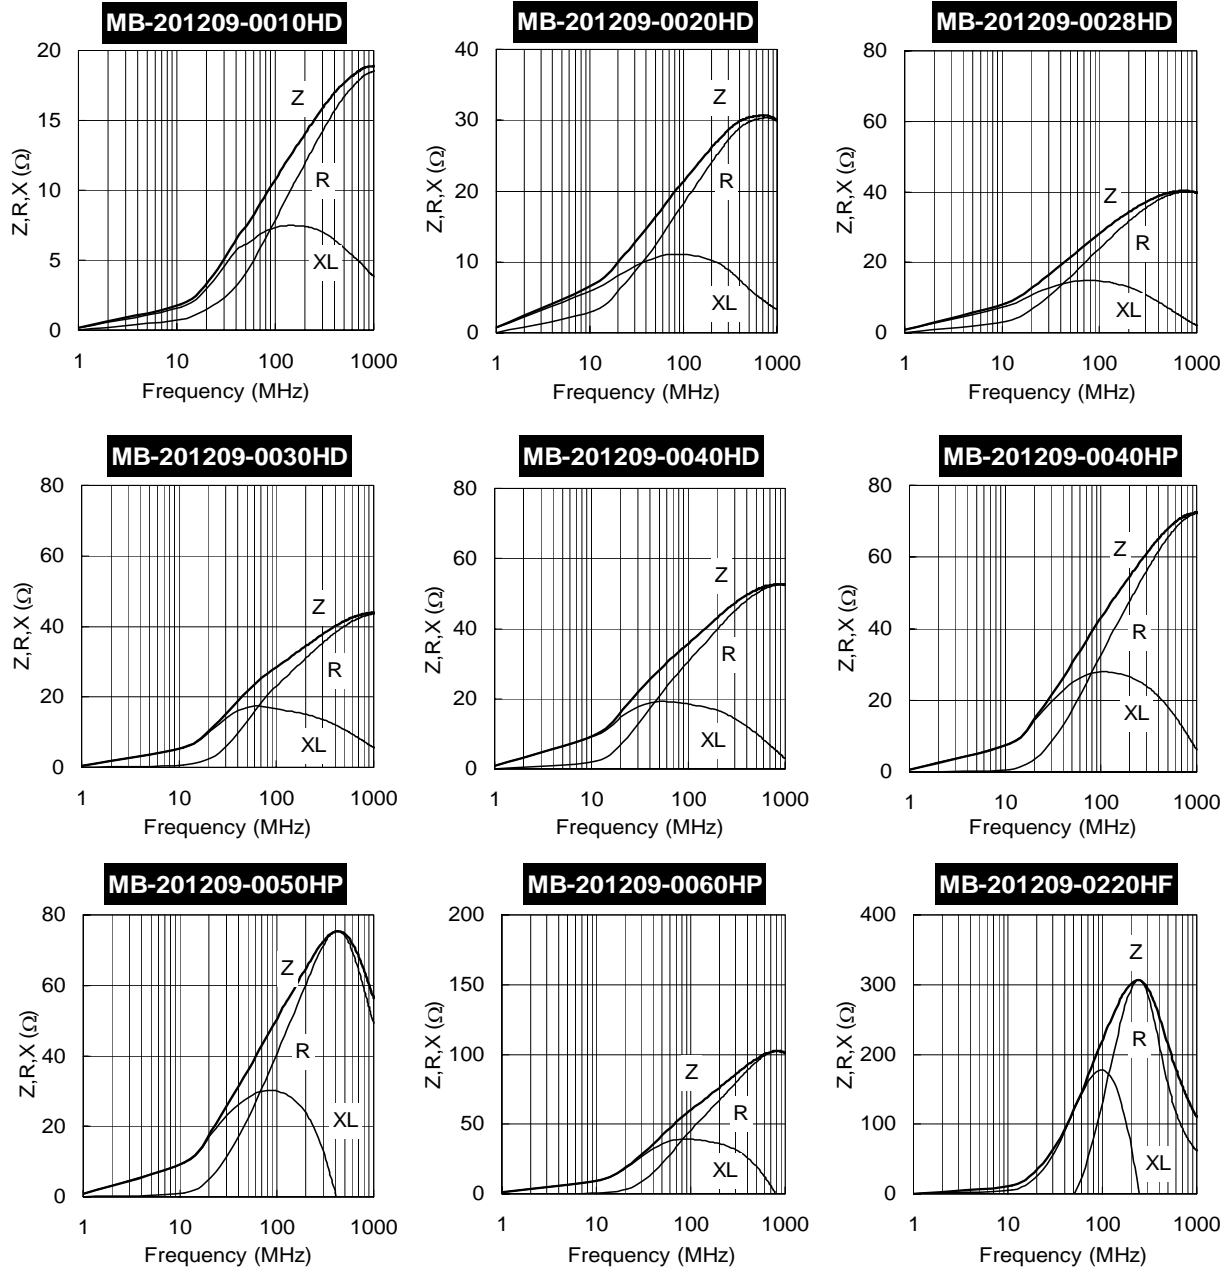 MB-201209-0010HD
20
15
10
5
0
Z,R,X (Ω)
Z
R
XL
1 10 100 1000
Frequency (MHz)
MB-201209-0020HD
40
30
20
10
0
Z
R
XL
1 10 100 1000
Frequency (MHz)
MB-201209-0028HD
80
60
40
20
0
Z,R,X (Ω)
Z
R
XL
1 10 100 1000
Frequency (MHz)
MB-201209-0030HD
80
60
40
20
0
Z,R,X (Ω)
Z
R
XL
1 10 100 1000
Frequency (MHz)
MB-201209-0040HD
80
60
40
20
0
Z,R,X (Ω)
Z
R
XL
1 10 100 1000
Frequency (MHz)
MB-201209-0040HP
80
60
40
20
0
Z,R,X (Ω)
Z
R
XL
1 10 100 1000
Frequency (MHz)
MB-201209-0050HP
80
60
40
20
0
Z,R,X (Ω)
Z
R
XL
1 10 100 1000
Frequency (MHz)
MB-201209-0060HP
200
150
100
50
0
Z,R,X (Ω)
Z
R
XL
1 10 100 1000
Frequency (MHz)
MB-201209-0220HF
400
300
200
100
0
Z,R,X (Ω)
Z
R
XL
1 10 100 1000
Frequency (MHz)